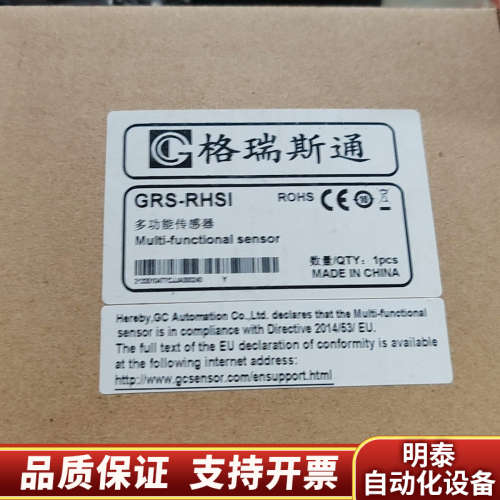 格瑞斯通
GRS-RHSI
ROHS CE 10
多功能传感器
Multi-functional sensor
数量/QTY: 1pcs
MADE IN CHINA
Y
Hereby,GC Automation Co.,Ltd. declares that the Multi-functional
sensor is in compliance with Directive 2014/53/ EU.
The full text of the EU declaration of conformity is available
at the following internet address:
http://www.gcsensor.com/ensupport.html
品质保证 支持开票
明泰
自动化设备